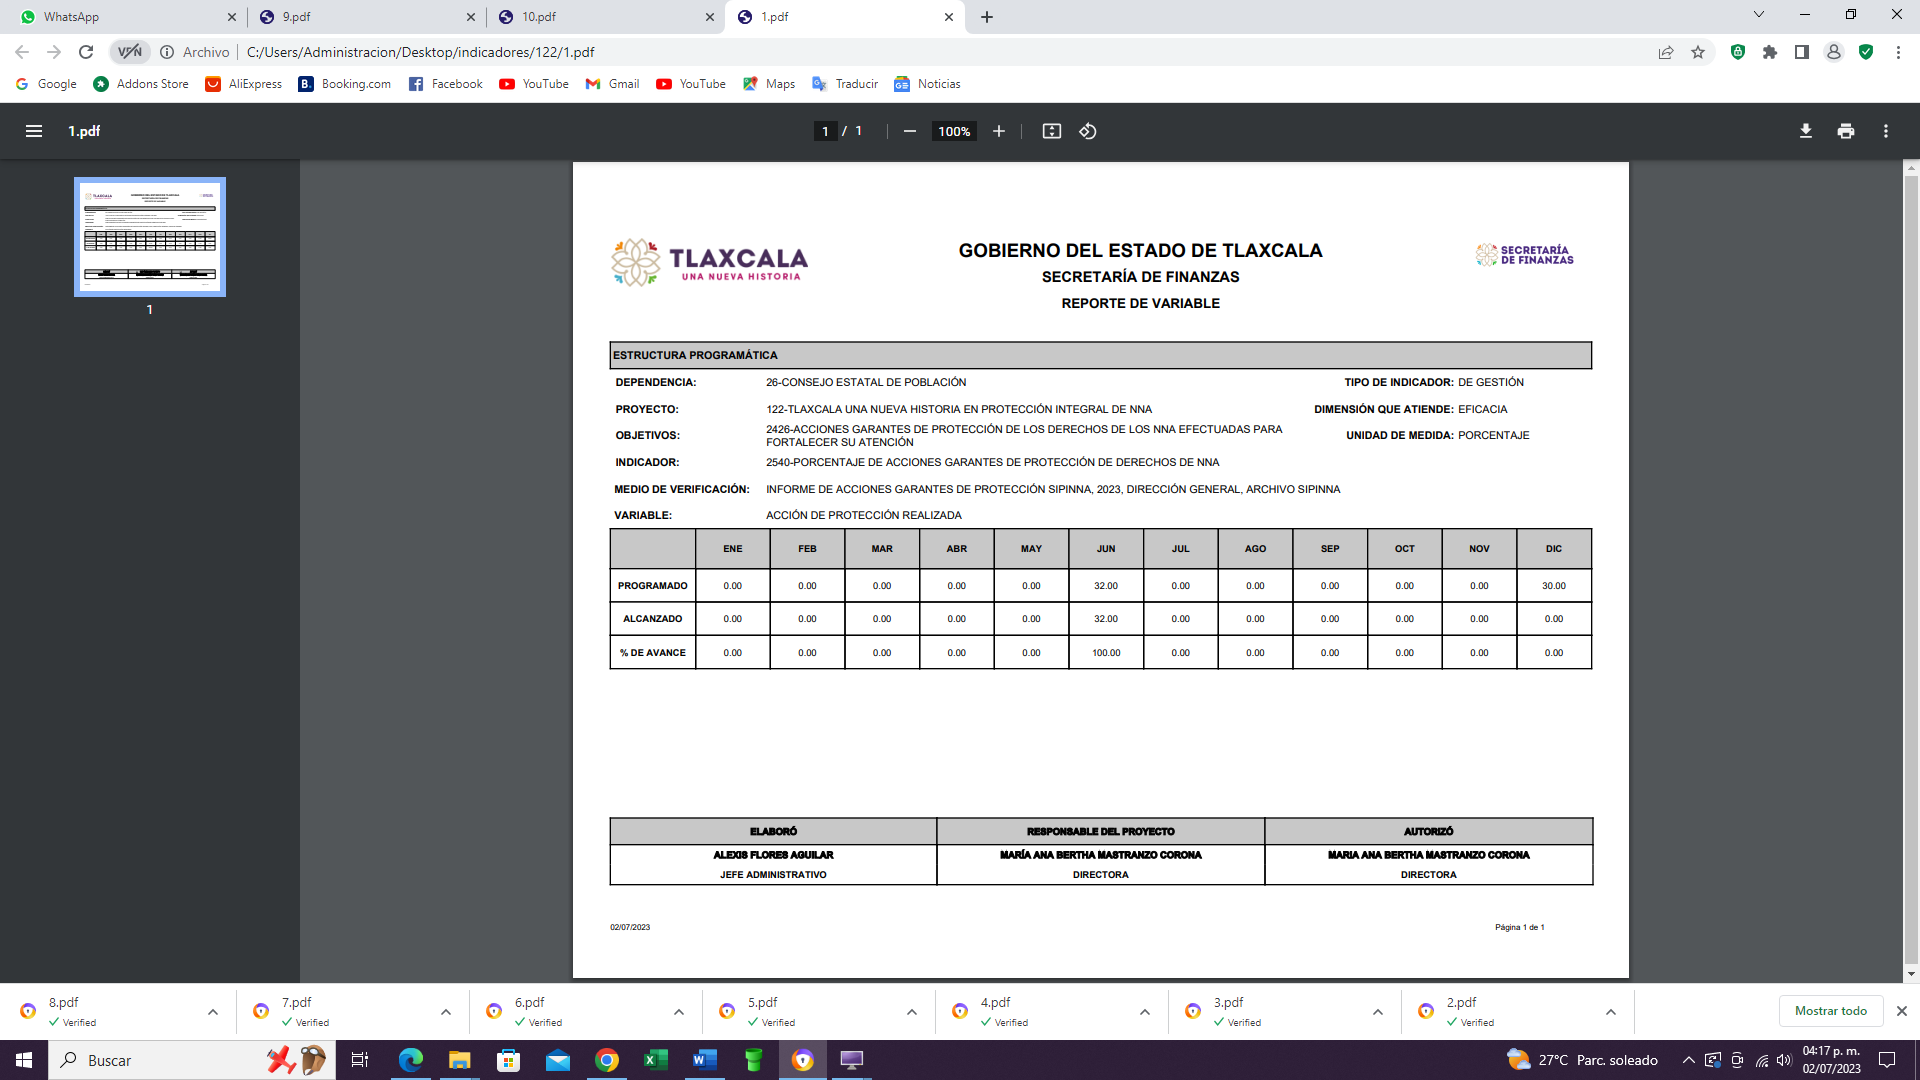 WhatsApp
9.pdf
10.pdf
1.pdf
VPN
Archivo
C:/Users/Administracion/Desktop/indicadores/122/1.pdf
Google
Addons Store
AliExpress
Booking.com
Facebook
YouTube
Gmail
YouTube
Maps
Traducir
Noticias
1.pdf
1 / 1
100%
1
TLAXCALA
UNA NUEVA HISTORIA
GOBIERNO DEL ESTADO DE TLAXCALA
SECRETARÍA DE FINANZAS
REPORTE DE VARIABLE
SECRETARÍA
DE FINANZAS
ESTRUCTURA PROGRAMÁTICA
DEPENDENCIA: 26-CONSEJO ESTATAL DE POBLACIÓN TIPO DE INDICADOR: DE GESTIÓN
PROYECTO: 122-TLAXCALA UNA NUEVA HISTORIA EN PROTECCIÓN INTEGRAL DE NNA DIMENSIÓN QUE ATIENDE: EFICACIA
OBJETIVOS: 2426-ACCIONES GARANTES DE PROTECCIÓN DE LOS DERECHOS DE LOS NNA EFECTUADAS PARA
FORTALECER SU ATENCIÓN
UNIDAD DE MEDIDA: PORCENTAJE
INDICADOR: 2540-PORCENTAJE DE ACCIONES GARANTES DE PROTECCIÓN DE DERECHOS DE NNA
MEDIO DE VERIFICACIÓN: INFORME DE ACCIONES GARANTES DE PROTECCIÓN SIPINNA, 2023, DIRECCIÓN GENERAL, ARCHIVO SIPINNA
VARIABLE: ACCIÓN DE PROTECCIÓN REALIZADA
ENE FEB MAR ABR MAY JUN JUL AGO SEP OCT NOV DIC
PROGRAMADO 0.00 0.00 0.00 0.00 0.00 32.00 0.00 0.00 0.00 0.00 0.00 30.00
ALCANZADO 0.00 0.00 0.00 0.00 0.00 32.00 0.00 0.00 0.00 0.00 0.00 0.00
% DE AVANCE 0.00 0.00 0.00 0.00 0.00 100.00 0.00 0.00 0.00 0.00 0.00 0.00
ELABORÓ RESPONSABLE DEL PROYECTO AUTORIZÓ
ALEXIS FLORES AGUILAR MARÍA ANA BERTHA MASTRANZO CORONA MARIA ANA BERTHA MASTRANZO CORONA
JEFE ADMINISTRATIVO DIRECTORA DIRECTORA
02/07/2023 Página 1 de 1
8.pdf
Verified
7.pdf
Verified
6.pdf
Verified
5.pdf
Verified
4.pdf
Verified
3.pdf
Verified
2.pdf
Verified
Mostrar todo
Buscar
27°C Parc. soleado
04:17 p. m.
02/07/2023